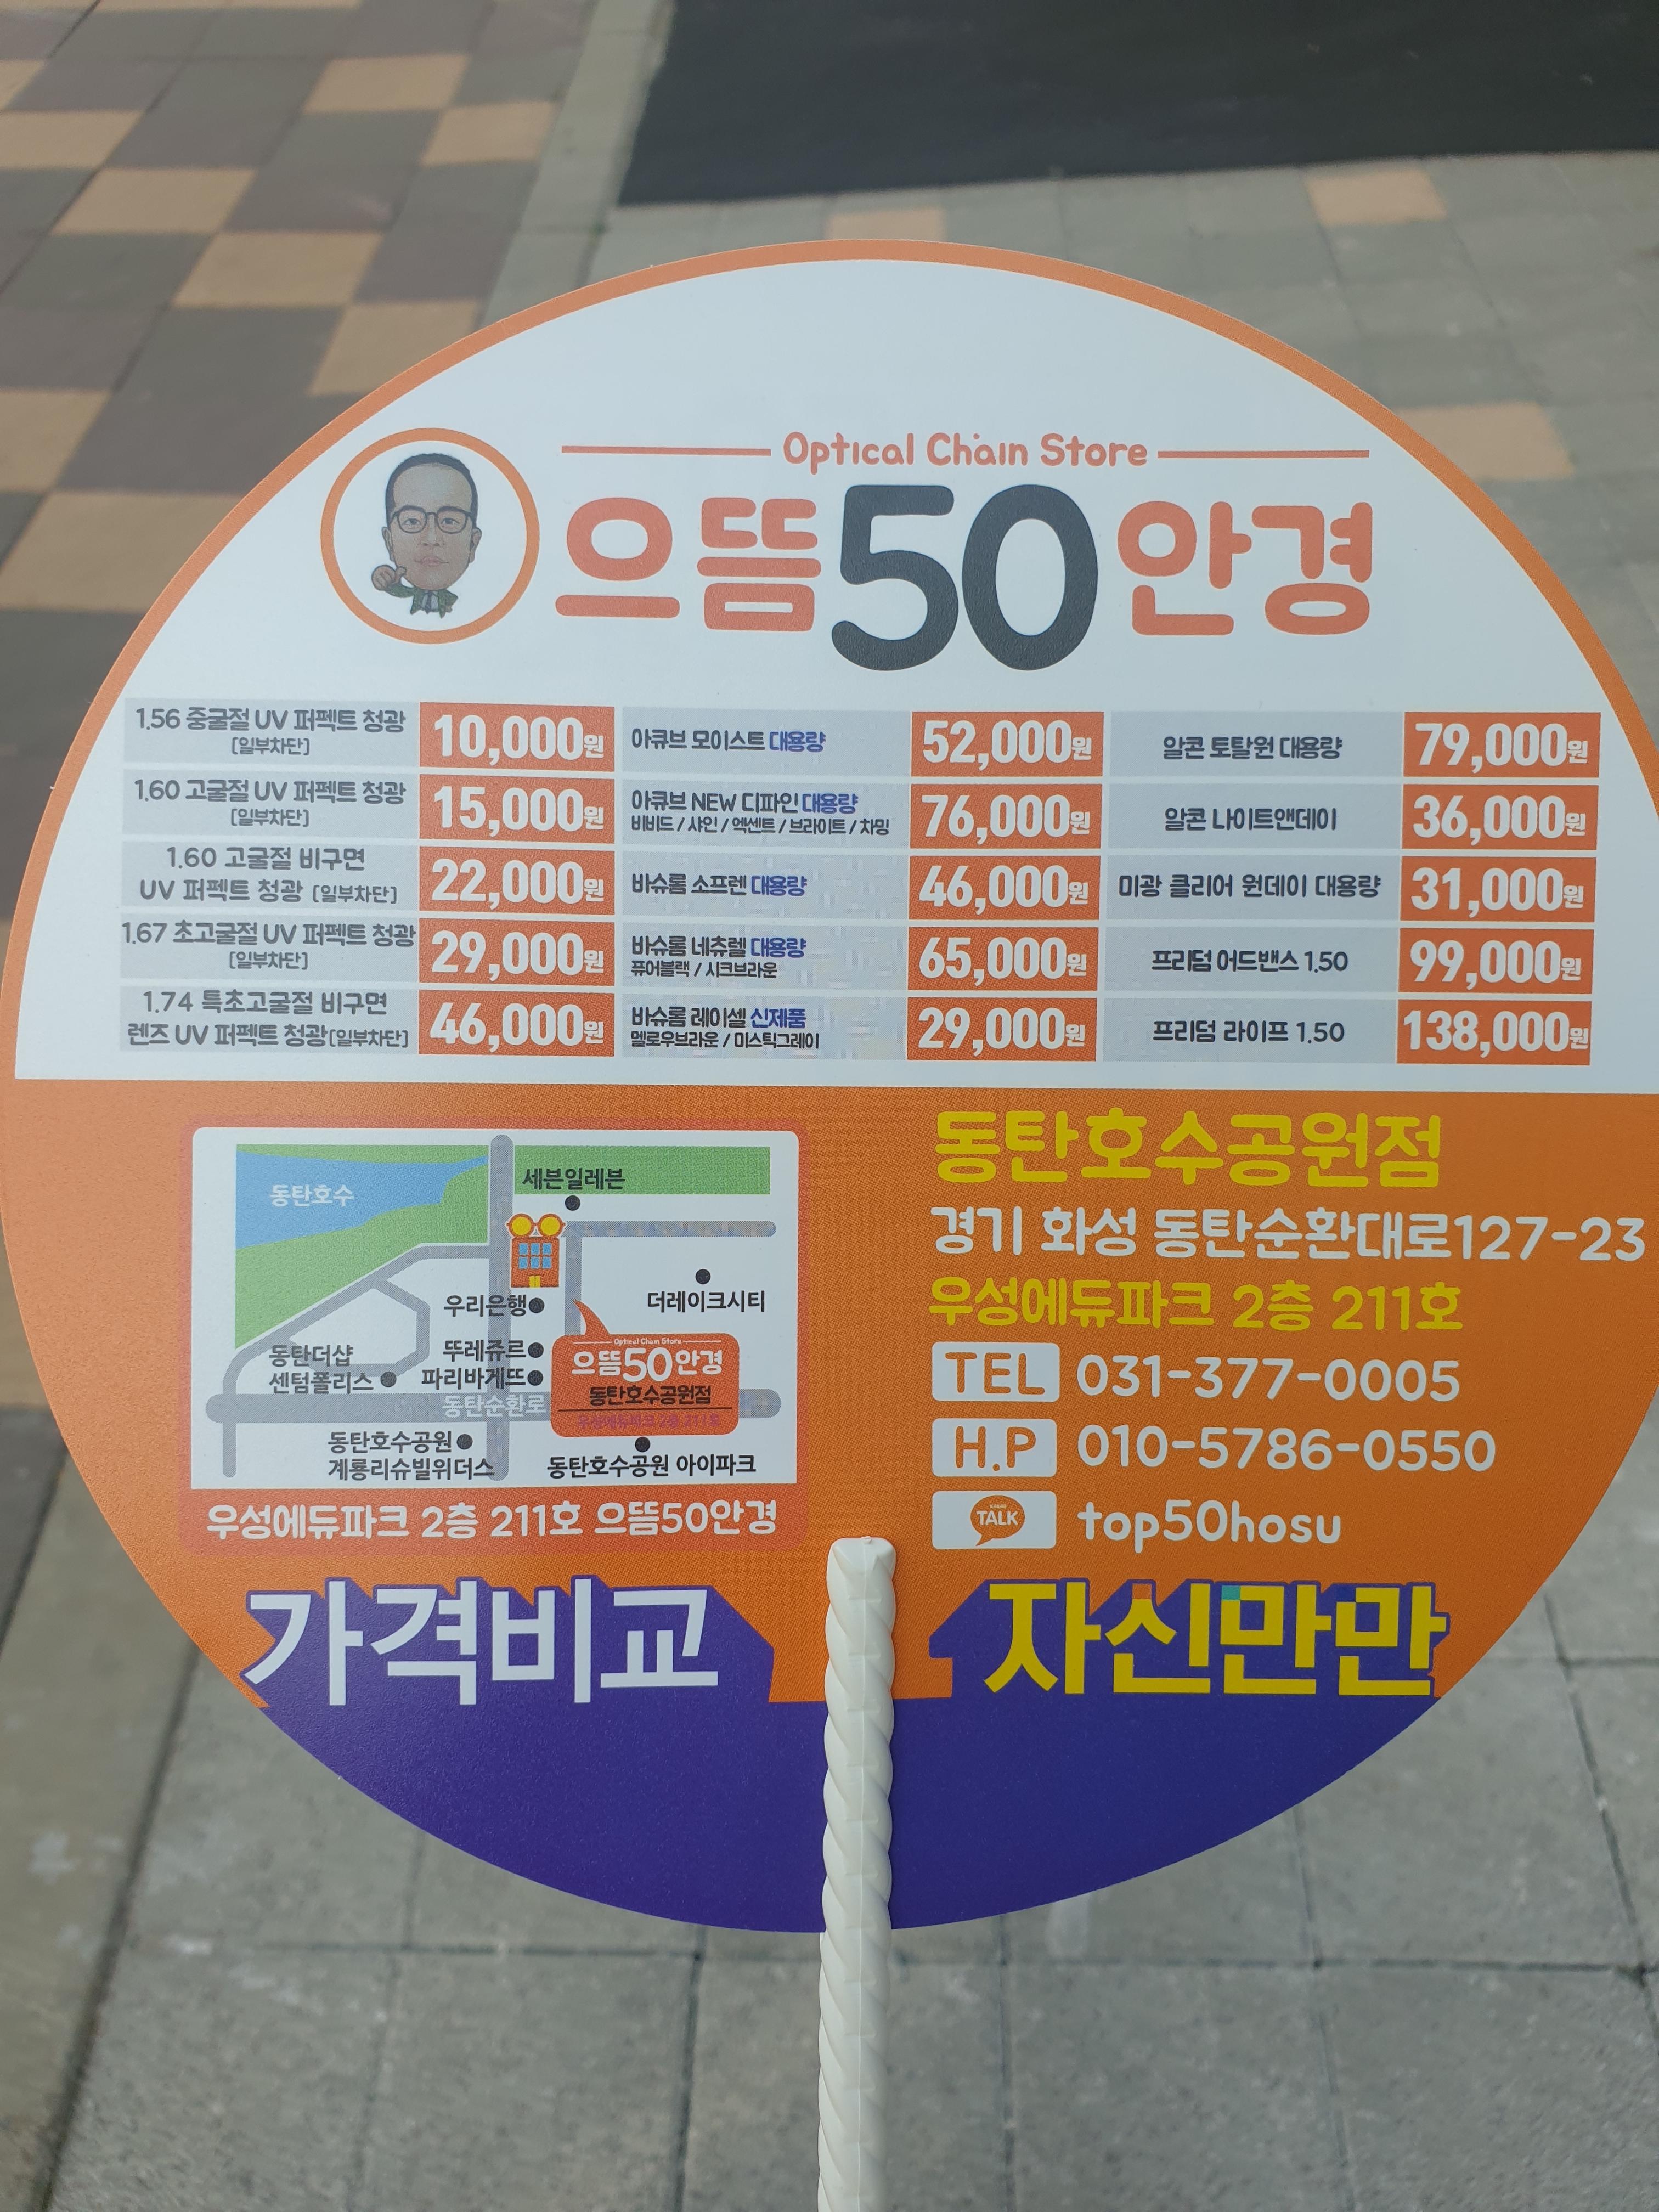 Optical Chain Store
으뜸50안경
1.56 중굴절 UV 퍼펙트 청광
[일부차단]
10,000원
1.60 고굴절 UV 퍼펙트 청광
[일부차단]
15,000원
1.60 고굴절 비구면
UV 퍼펙트 청광 [일부차단]
22,000원
1.67 초고굴절 UV 퍼펙트 청광
[일부차단]
29,000원
1.74 특초고굴절 비구면
렌즈 UV 퍼펙트 청광[일부차단]
46,000원
아큐브 모이스트 대용량
52,000원
아큐브 NEW 디파인 대용량
비비드 / 샤인 / 엑센트 / 브라이트 / 차밍
76,000원
바슈롬 소프렌 대용량
46,000원
바슈롬 네츄렐 대용량
퓨어블랙 / 시크브라운
65,000원
바슈롬 레이셀 신제품
멜로우브라운 / 미스틱그레이
29,000원
알콘 토탈원 대용량
79,000원
알콘 나이트앤데이
36,000원
미광 클리어 원데이 대용량
31,000원
프리덤 어드밴스 1.50
99,000원
프리덤 라이프 1.50
138,000원
동탄호수
세븐일레븐
우리은행
더레이크시티
동탄더샵
센텀폴리스
뚜레쥬르
파리바게뜨
동탄순환로
Optical Chain Store
으뜸50안경
동탄호수공원점
우성에듀파크 2층 211호
동탄호수공원
계룡리슈빌위더스
동탄호수공원 아이파크
우성에듀파크 2층 211호 으뜸50안경
동탄호수공원점
경기 화성 동탄순환대로127-23
우성에듀파크 2층 211호
TEL 031-377-0005
H.P 010-5786-0550
TALK top50hosu
가격비교 자신만만